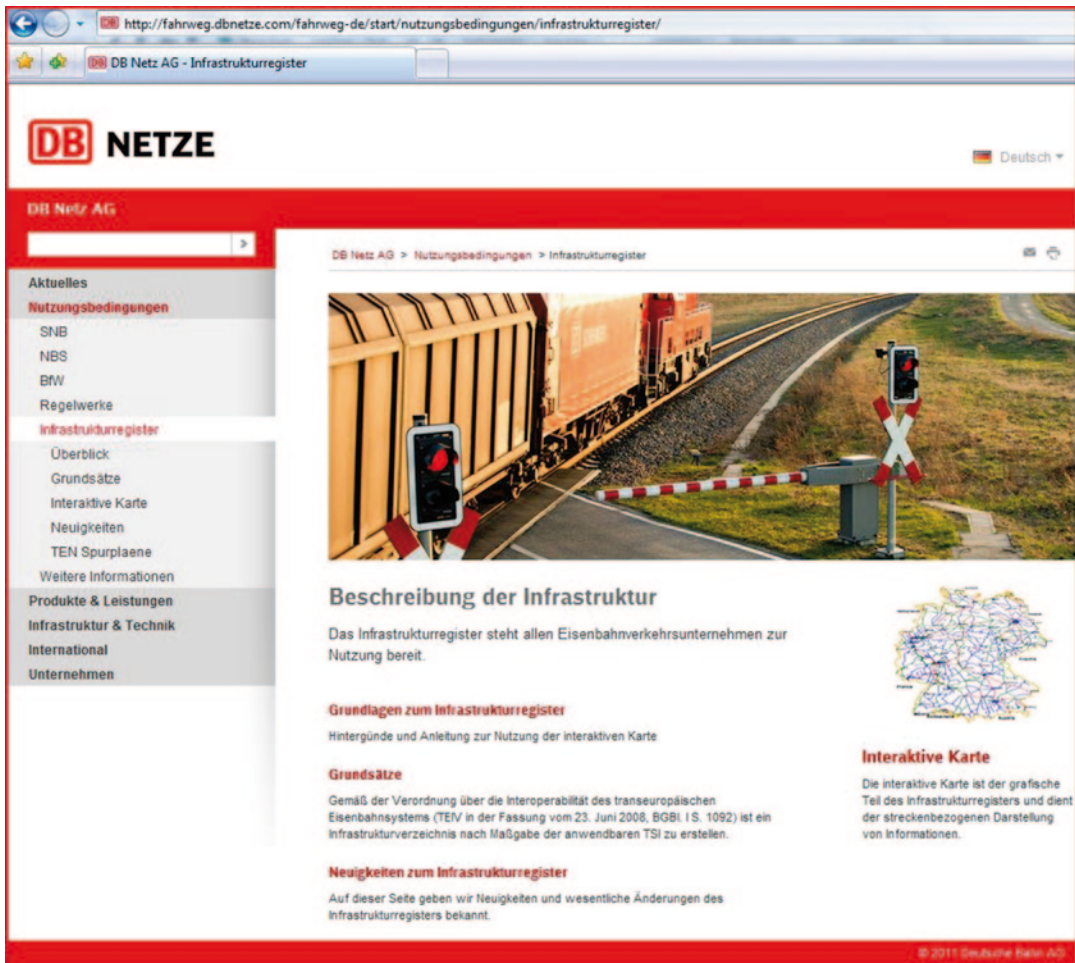 http://fahrweg.dbnetze.com/fahrweg-de/start/nutzungsbedingungen/infrastrukturregister/
DB Netz AG - Infrastrukturregister
DB NETZE
Deutsch
DB Netz AG
DB Netz AG > Nutzungsbedingungen > Infrastrukturregister
Aktuelles
Nutzungsbedingungen
SNB
NBS
BfW
Regelwerke
Infrastrukturregister
Überblick
Grundsätze
Interaktive Karte
Neuigkeiten
TEN Spurplaene
Weitere Informationen
Produkte & Leistungen
Infrastruktur & Technik
International
Unternehmen
Beschreibung der Infrastruktur
Das Infrastrukturregister steht allen Eisenbahnverkehrsunternehmen zur
Nutzung bereit.
Grundlagen zum Infrastrukturregister
Hintergünde und Anleitung zur Nutzung der interaktiven Karte
Grundsätze
Gemäß der Verordnung über die Interoperabilität des transeuropäischen
Eisenbahnsystems (TEIV in der Fassung vom 23. Juni 2008, BGBl. I S. 1092) ist ein
Infrastrukturverzeichnis nach Maßgabe der anwendbaren TSI zu erstellen.
Neuigkeiten zum Infrastrukturregister
Auf dieser Seite geben wir Neuigkeiten und wesentliche Änderungen des
Infrastrukturregisters bekannt.
Interaktive Karte
Die interaktive Karte ist der grafische
Teil des Infrastrukturregisters und dient
der streckenbezogenen Darstellung
von Informationen.
© 2011 Deutsche Bahn AG